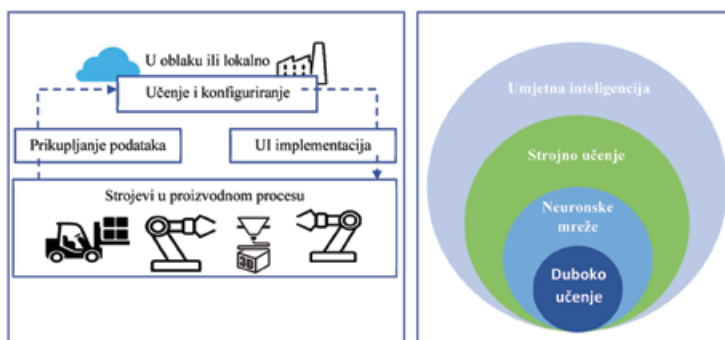 U oblaku ili lokalno
Učenje i konfiguriranje
Prikupljanje podataka
UI implementacija
Strojevi u proizvodnom procesu
3D
Umjetna inteligencija
Strojno učenje
Neuronske
mreže
Duboko
učenje